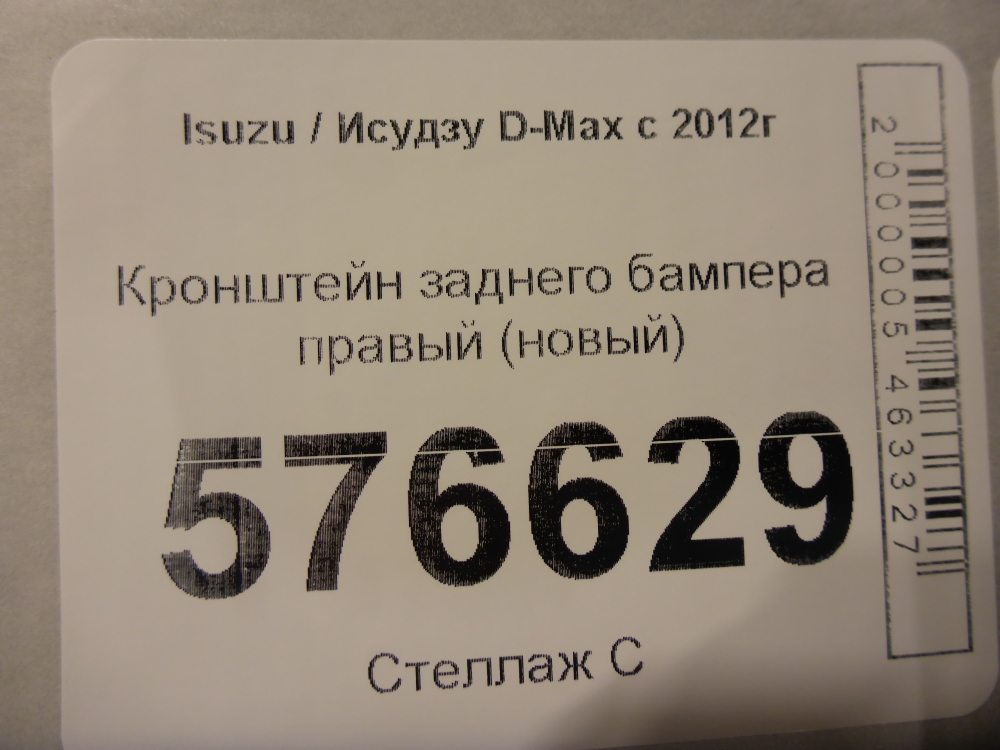 Isuzu / Исудзу D-Max с 2012г
Кронштейн заднего бампера
правый (новый)
576629
Стеллаж С
2000005463327